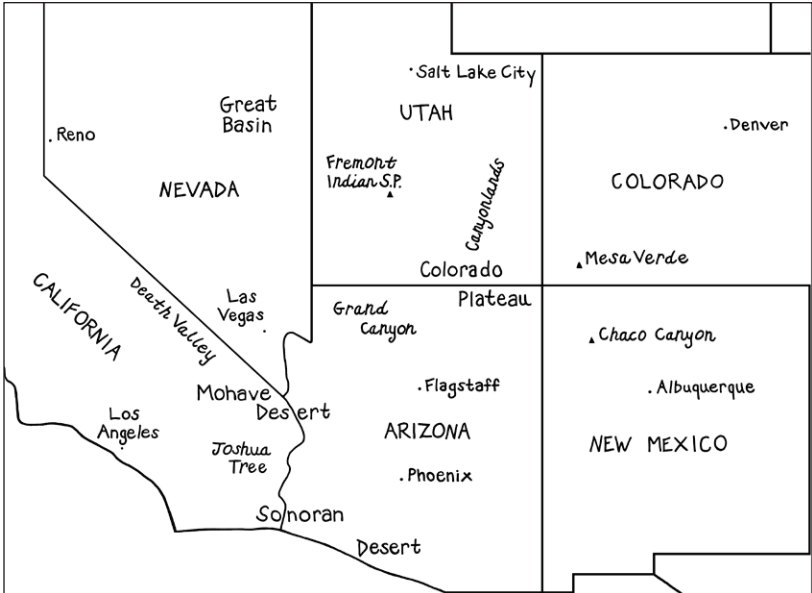 Salt Lake City
Great
Basin
UTAH
Denver
Reno
Fremont
Indian S.P.
NEVADA
Canyonlands
COLORADO
Mesa Verde
Colorado
Plateau
CALIFORNIA
Death Valley
Las
Vegas
Grand
Canyon
Chaco Canyon
Mohave
Desert
Flagstaff
Albuquerque
Los
Angeles
Joshua
Tree
ARIZONA
NEW MEXICO
Phoenix
Sonoran
Desert